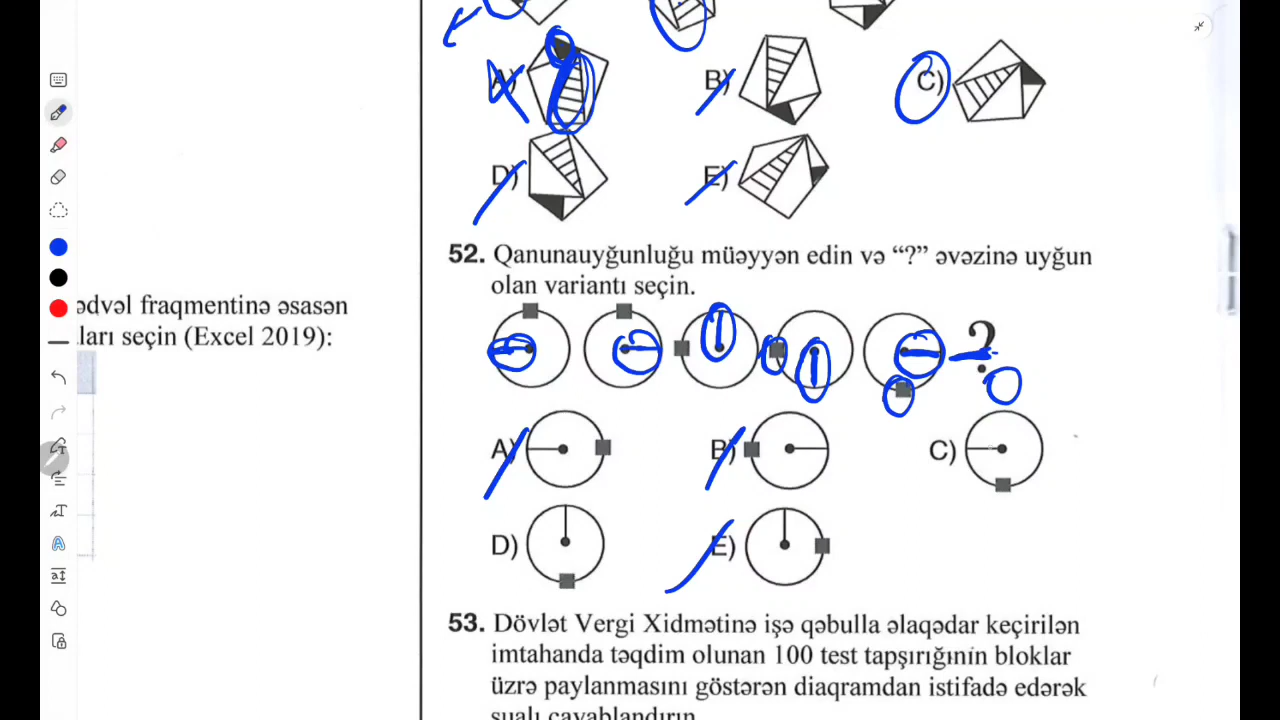 A)
B)
C)
D)
E)
52. Qanunauyğunluğu müəyyən edin və “?” əvəzinə uyğun
olan variantı seçin.
ədvəl fraqmentinə əsasən
ları seçin (Excel 2019):
?
A)
B)
C)
D)
E)
53. Dövlət Vergi Xidmətinə işə qəbulla əlaqədar keçirilən
imtahanda təqdim olunan 100 test tapşırığının bloklar
üzrə paylanmasını göstərən diaqramdan istifadə edərək
sualı cavablandırın